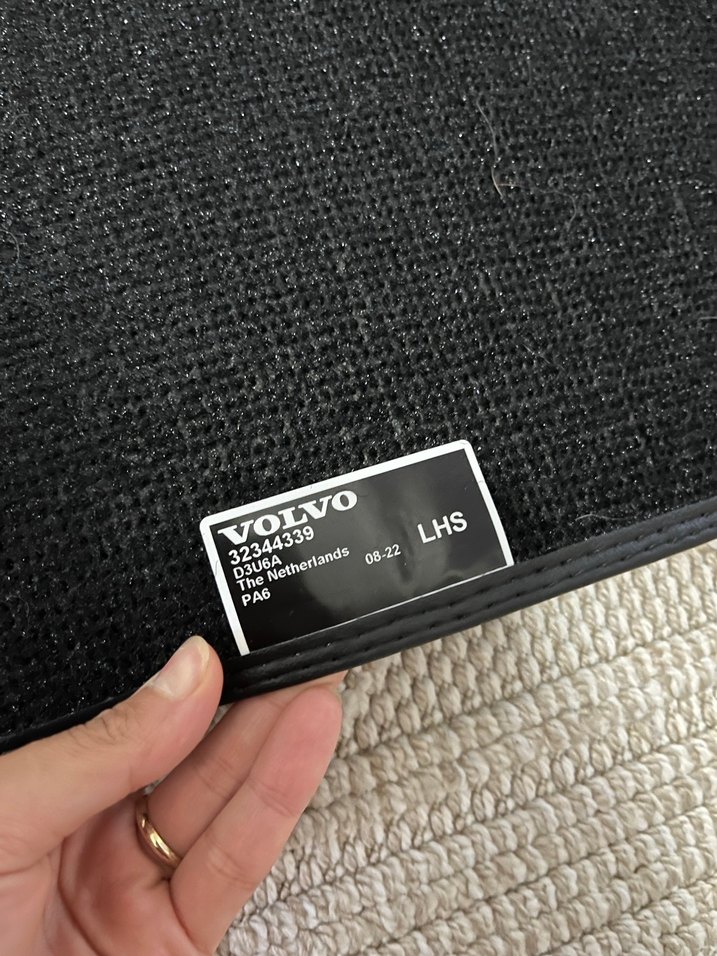 VOLVO
32344339
D3U6A
The Netherlands 08-22 LHS
PA6